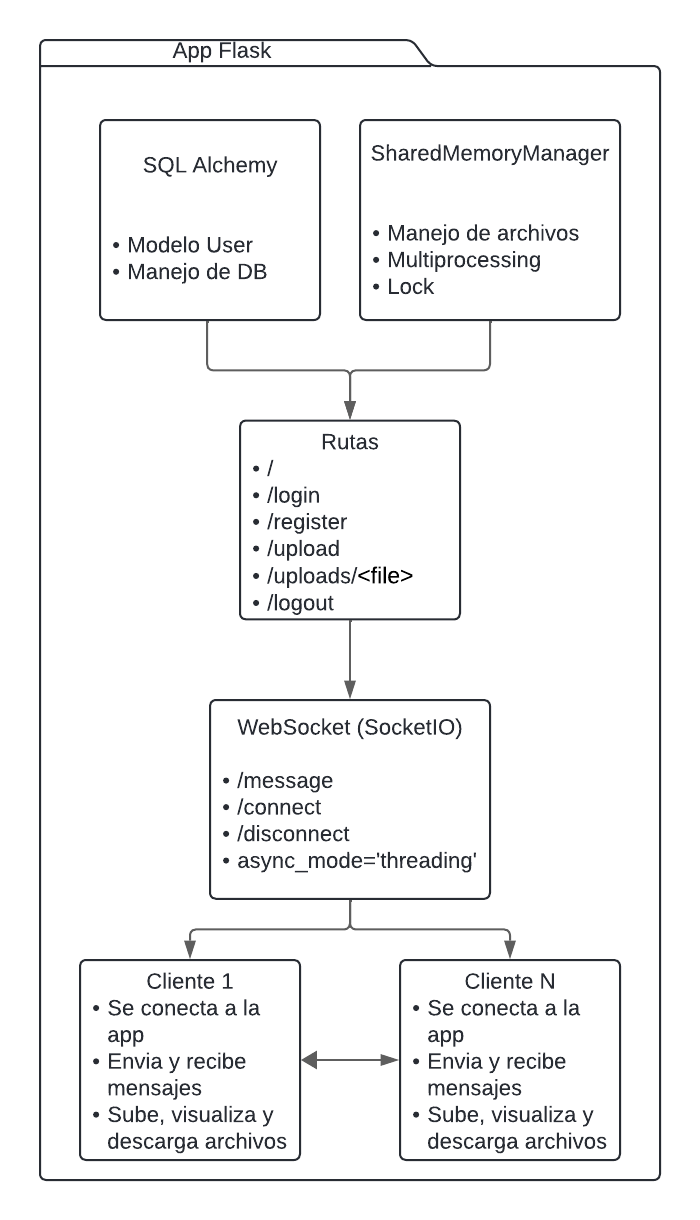 App Flask
SQL Alchemy
• Modelo User
• Manejo de DB
SharedMemoryManager
• Manejo de archivos
• Multiprocessing
• Lock
Rutas
• /
• /login
• /register
• /upload
• /uploads/<file>
• /logout
WebSocket (SocketIO)
• /message
• /connect
• /disconnect
• async_mode='threading'
Cliente 1
• Se conecta a la
app
• Envia y recibe
mensajes
• Sube, visualiza y
descarga archivos
Cliente N
• Se conecta a la
app
• Envia y recibe
mensajes
• Sube, visualiza y
descarga archivos